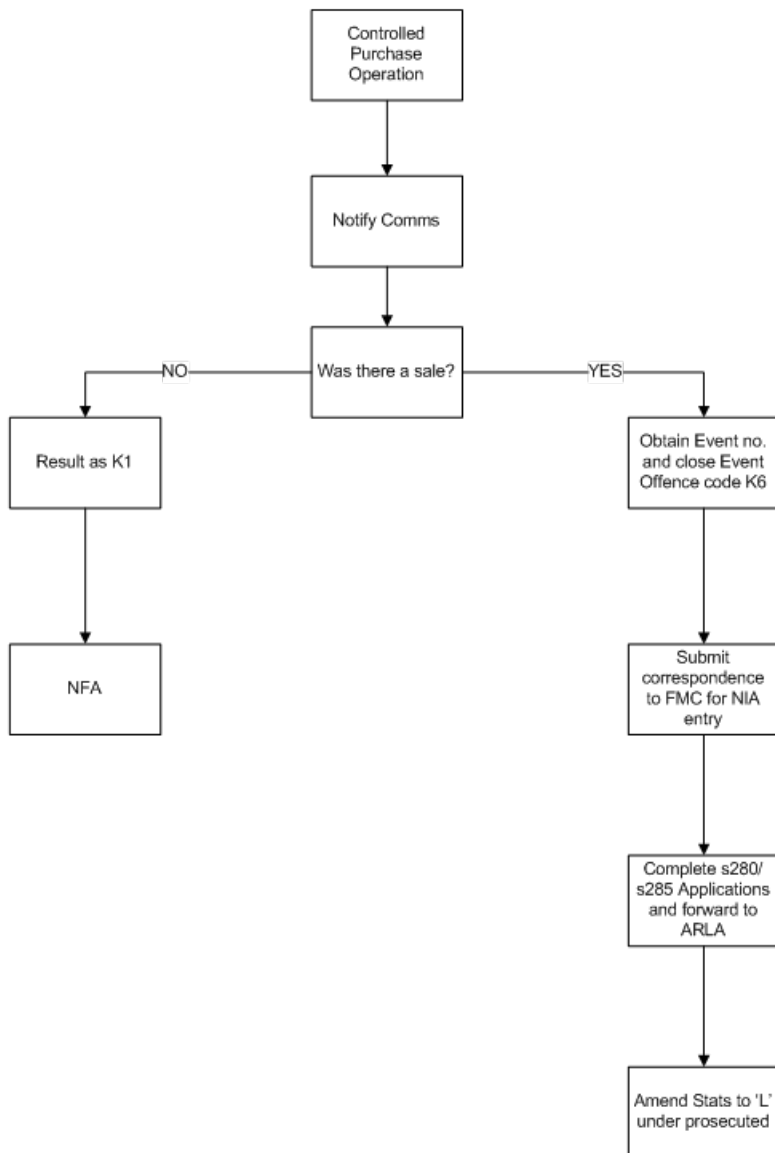 Controlled
Purchase
Operation
Notify Comms
Was there a sale?
NO
YES
Result as K1
Obtain Event no.
and close Event
Offence code K6
NFA
Submit
correspondence
to FMC for NIA
entry
Complete s280/
s285 Applications
and forward to
ARLA
Amend Stats to 'L'
under prosecuted